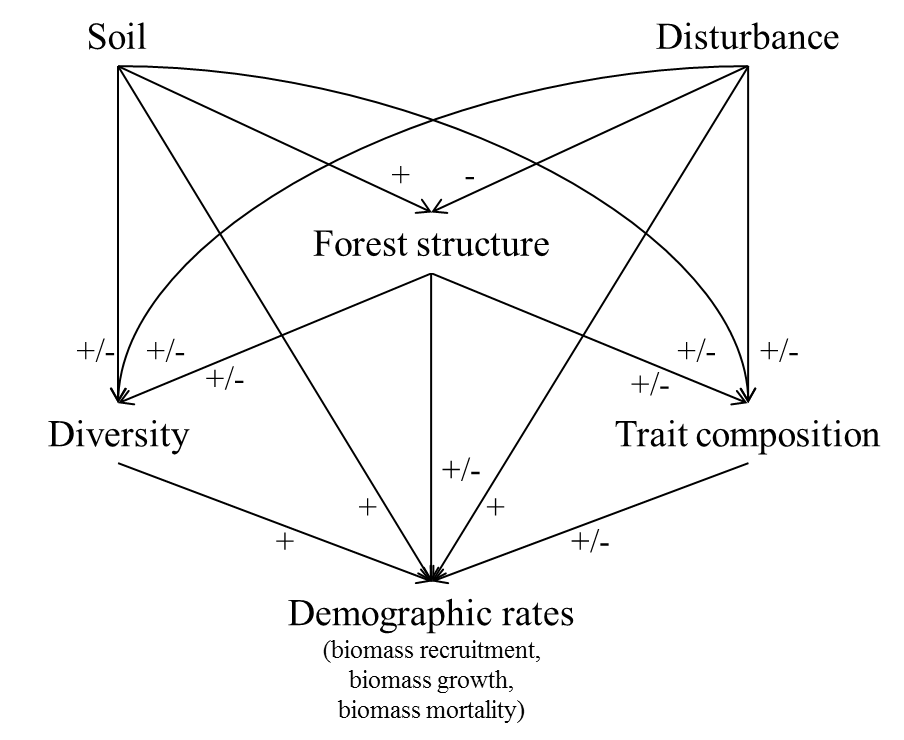 Soil
Disturbance
+
-
Forest structure
+/-
+/-
+/-
+/-
+/-
+/-
Diversity
Trait composition
+/-
+
+
+
+/-
Demographic rates
(biomass recruitment,
biomass growth,
biomass mortality)